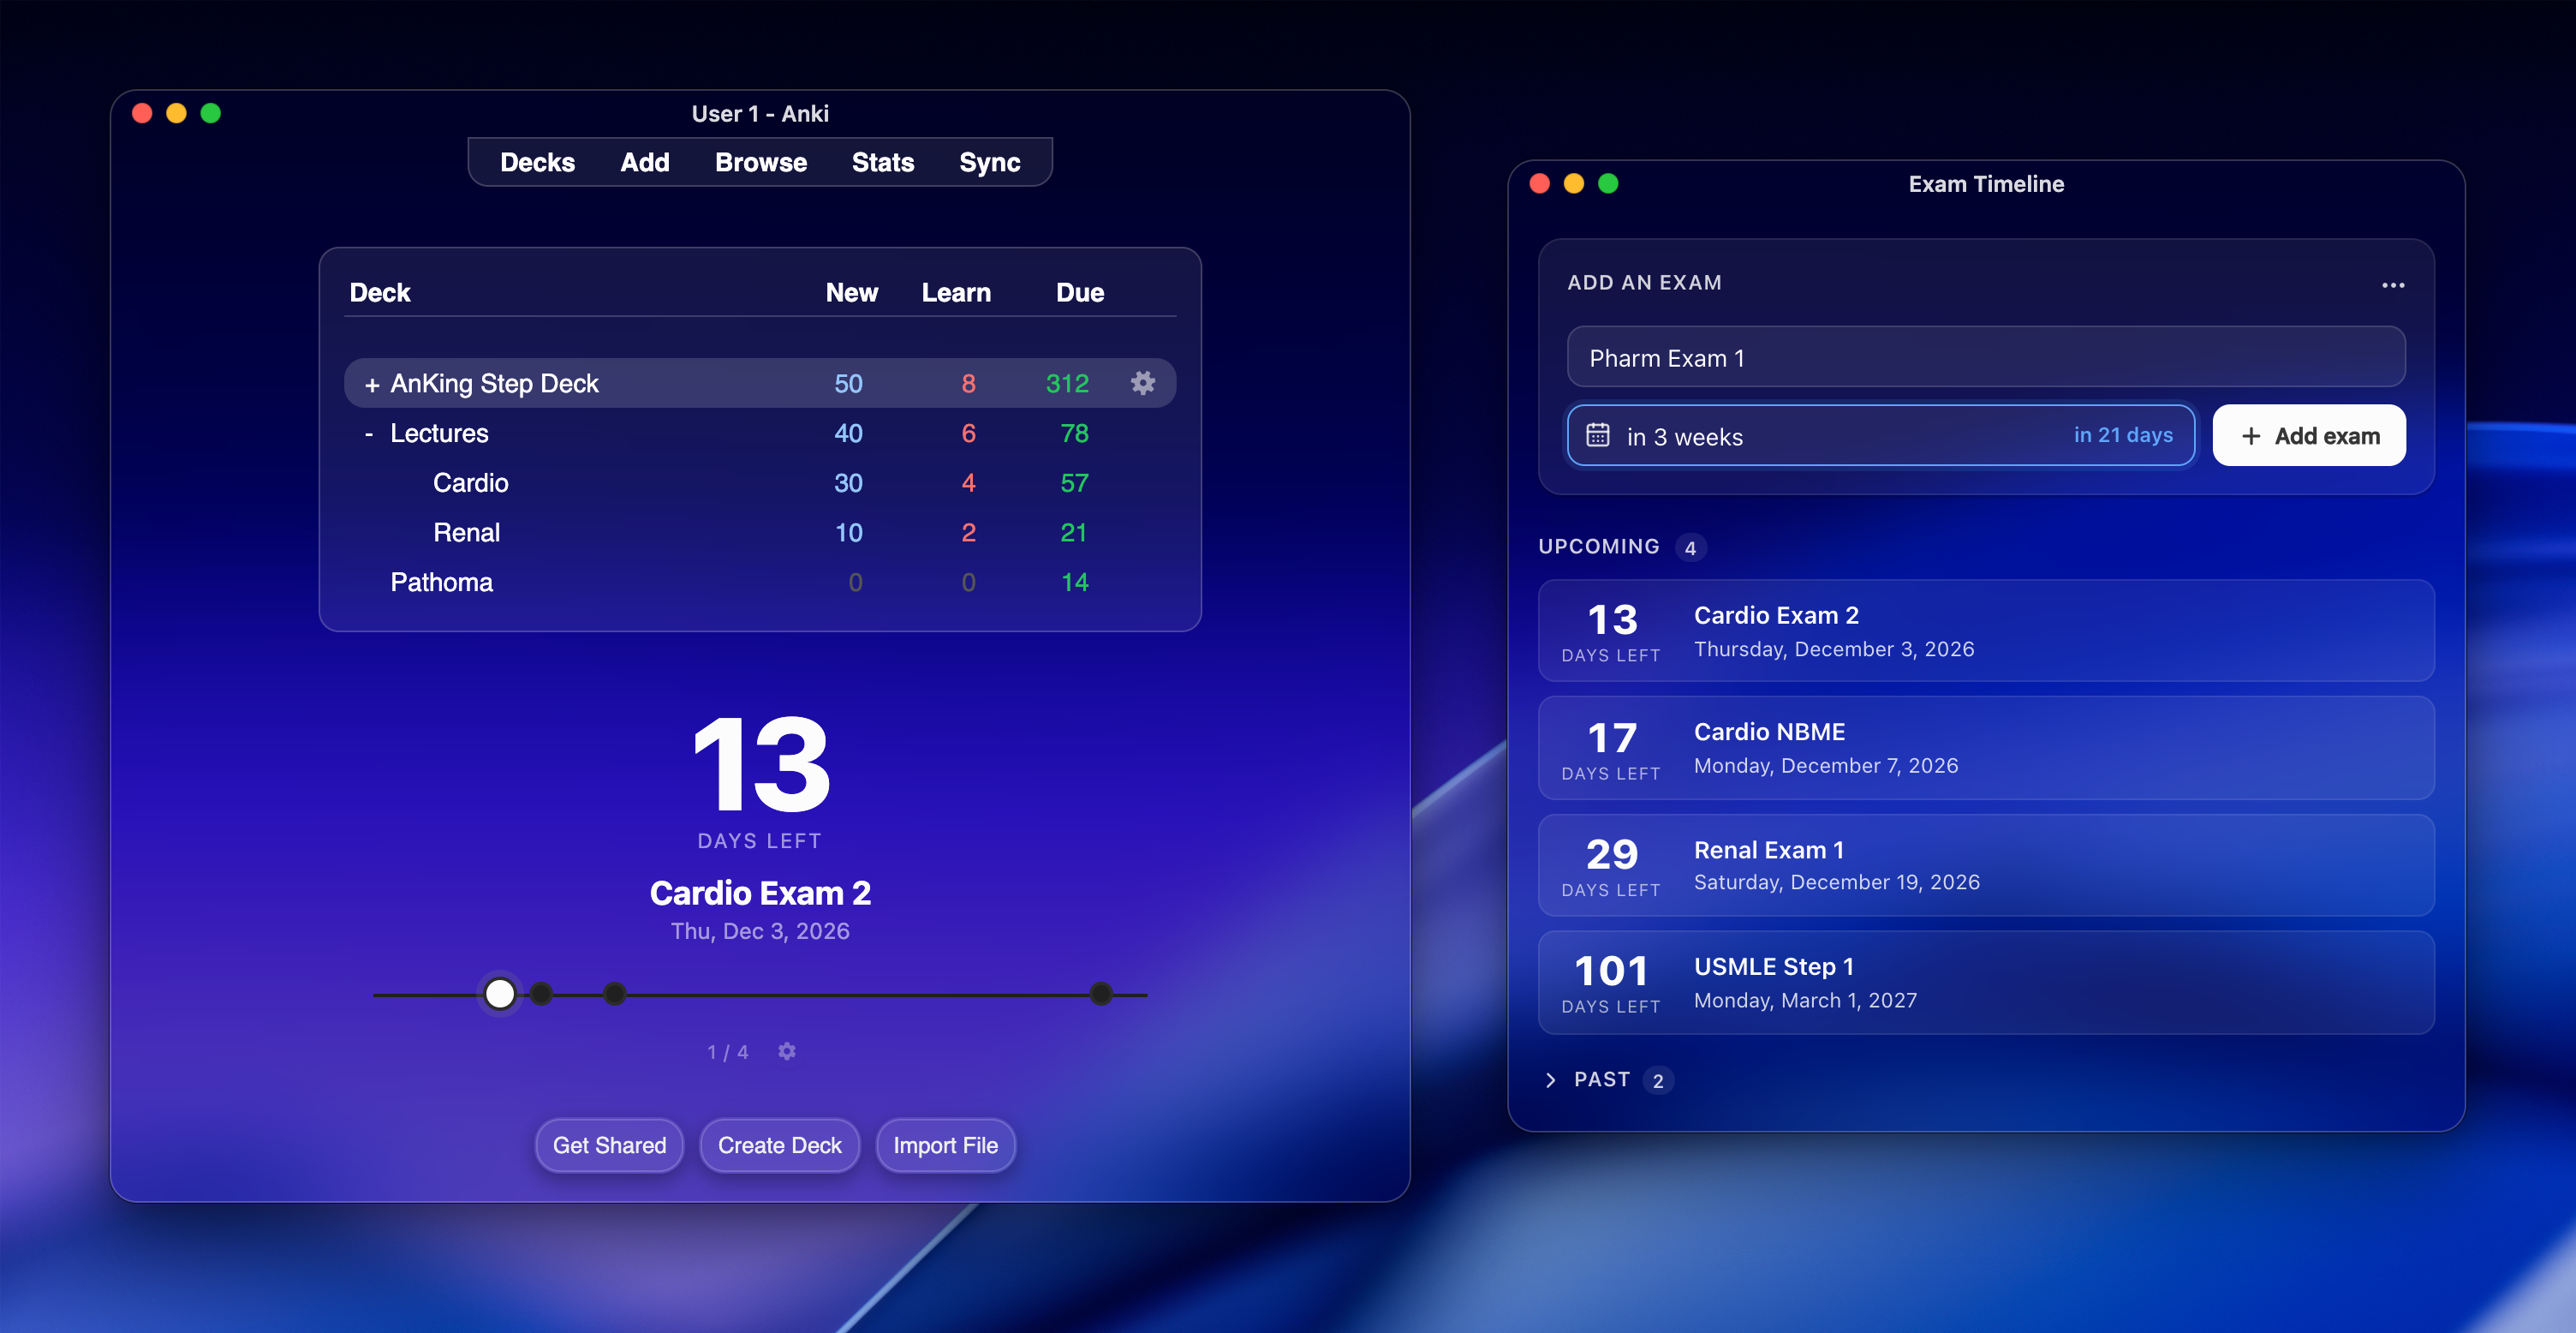 User 1 - Anki
Decks Add Browse Stats Sync
Deck New Learn Due
+ AnKing Step Deck 50 8 312
- Lectures 40 6 78
Cardio 30 4 57
Renal 10 2 21
Pathoma 0 0 14
13
DAYS LEFT
Cardio Exam 2
Thu, Dec 3, 2026
1 / 4
Get Shared Create Deck Import File
Exam Timeline
ADD AN EXAM
Pharm Exam 1
in 3 weeks in 21 days + Add exam
UPCOMING 4
13 DAYS LEFT
Cardio Exam 2
Thursday, December 3, 2026
17 DAYS LEFT
Cardio NBME
Monday, December 7, 2026
29 DAYS LEFT
Renal Exam 1
Saturday, December 19, 2026
101 DAYS LEFT
USMLE Step 1
Monday, March 1, 2027
PAST 2